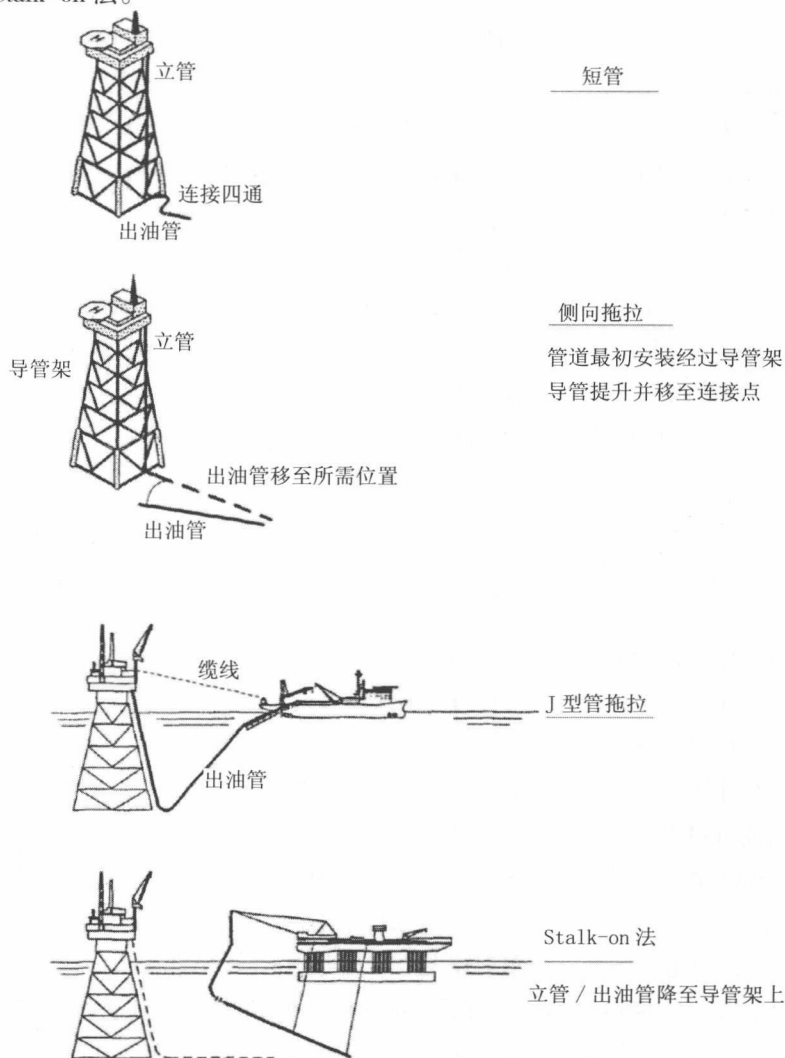 Stalk-on 法。
立管
短管
连接四通
出油管
侧向拖拉
立管
管道最初安装经过导管架
导管架
导管提升并移至连接点
出油管移至所需位置
出油管
缆线
J 型管拖拉
出油管
Stalk-on 法
立管 / 出油管降至导管架上